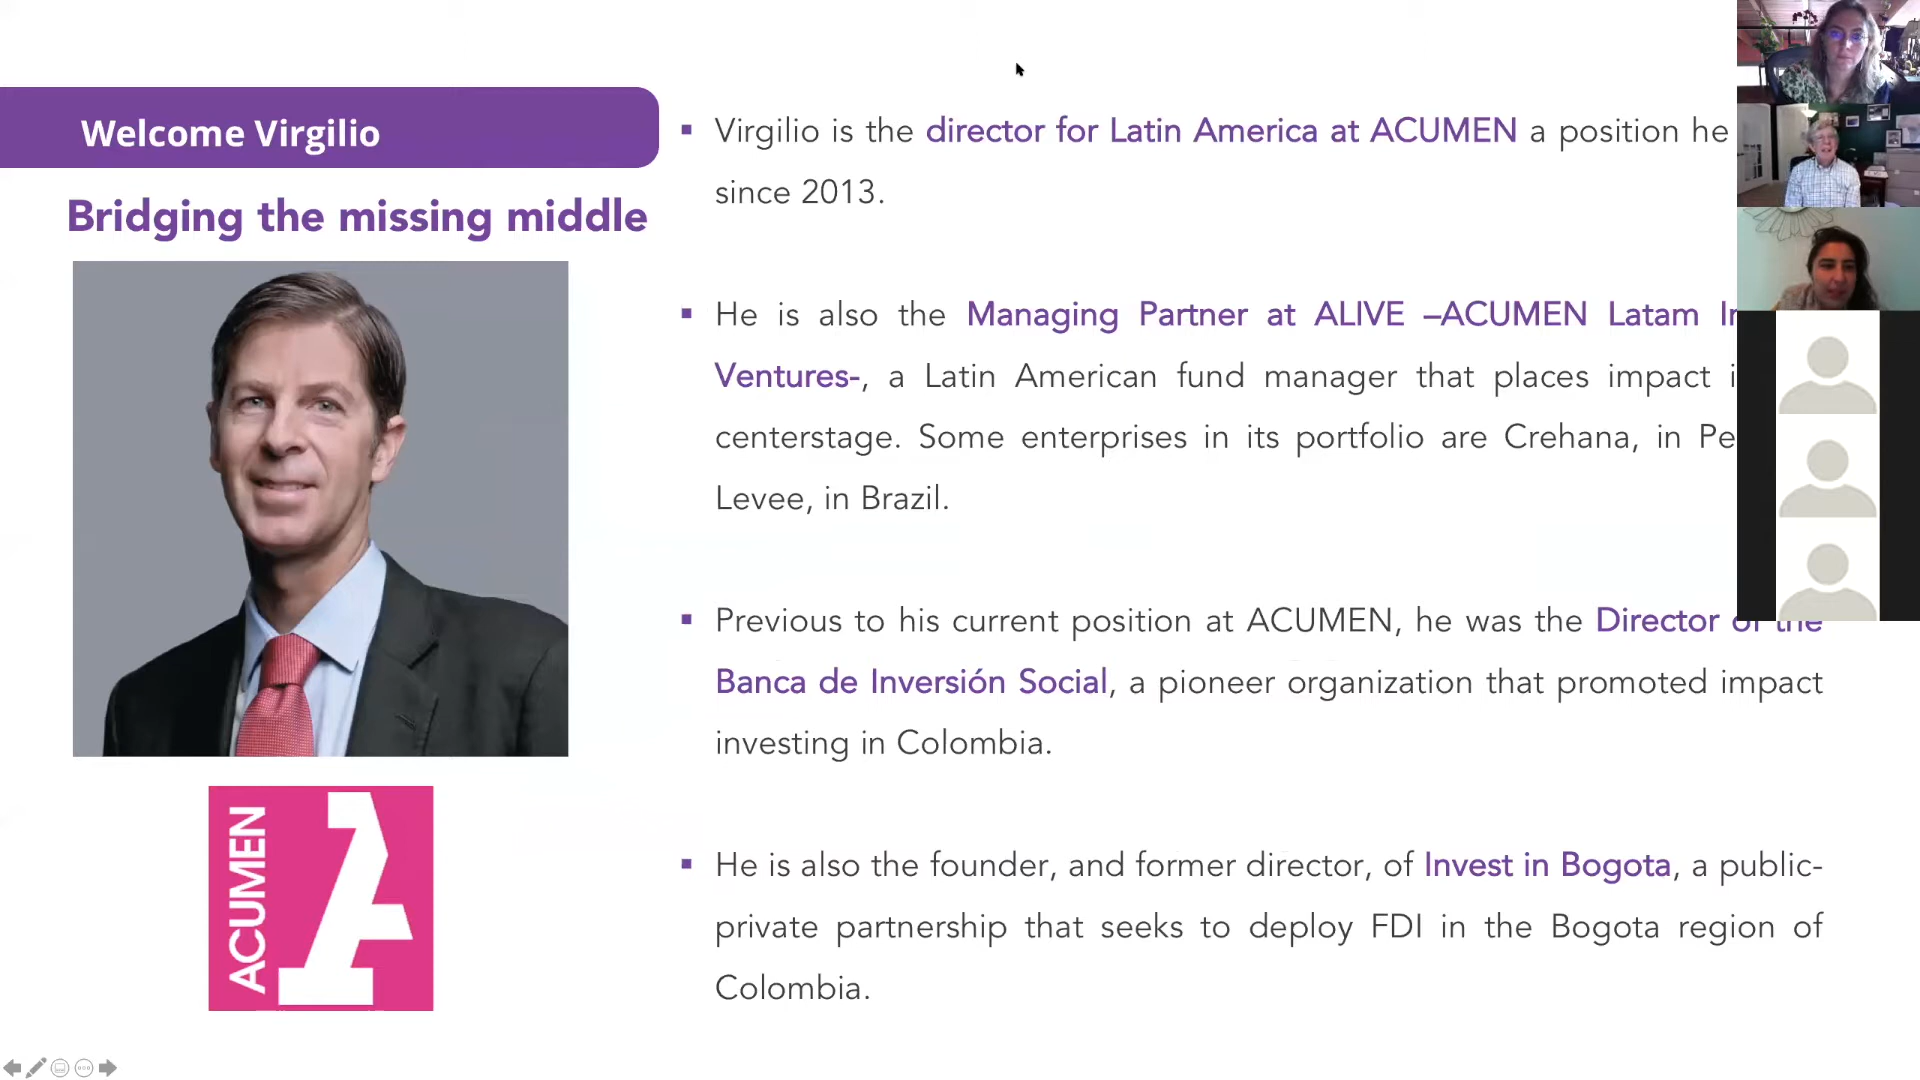 Welcome Virgilio
Bridging the missing middle
ACUMEN
▪ Virgilio is the director for Latin America at ACUMEN a position he
since 2013.
▪ He is also the Managing Partner at ALIVE –ACUMEN Latam
Ventures-, a Latin American fund manager that places impact
centerstage. Some enterprises in its portfolio are Crehana, in
Levee, in Brazil.
▪ Previous to his current position at ACUMEN, he was the Director of the
Banca de Inversión Social, a pioneer organization that promoted impact
investing in Colombia.
▪ He is also the founder, and former director, of Invest in Bogota, a public-
private partnership that seeks to deploy FDI in the Bogota region of
Colombia.